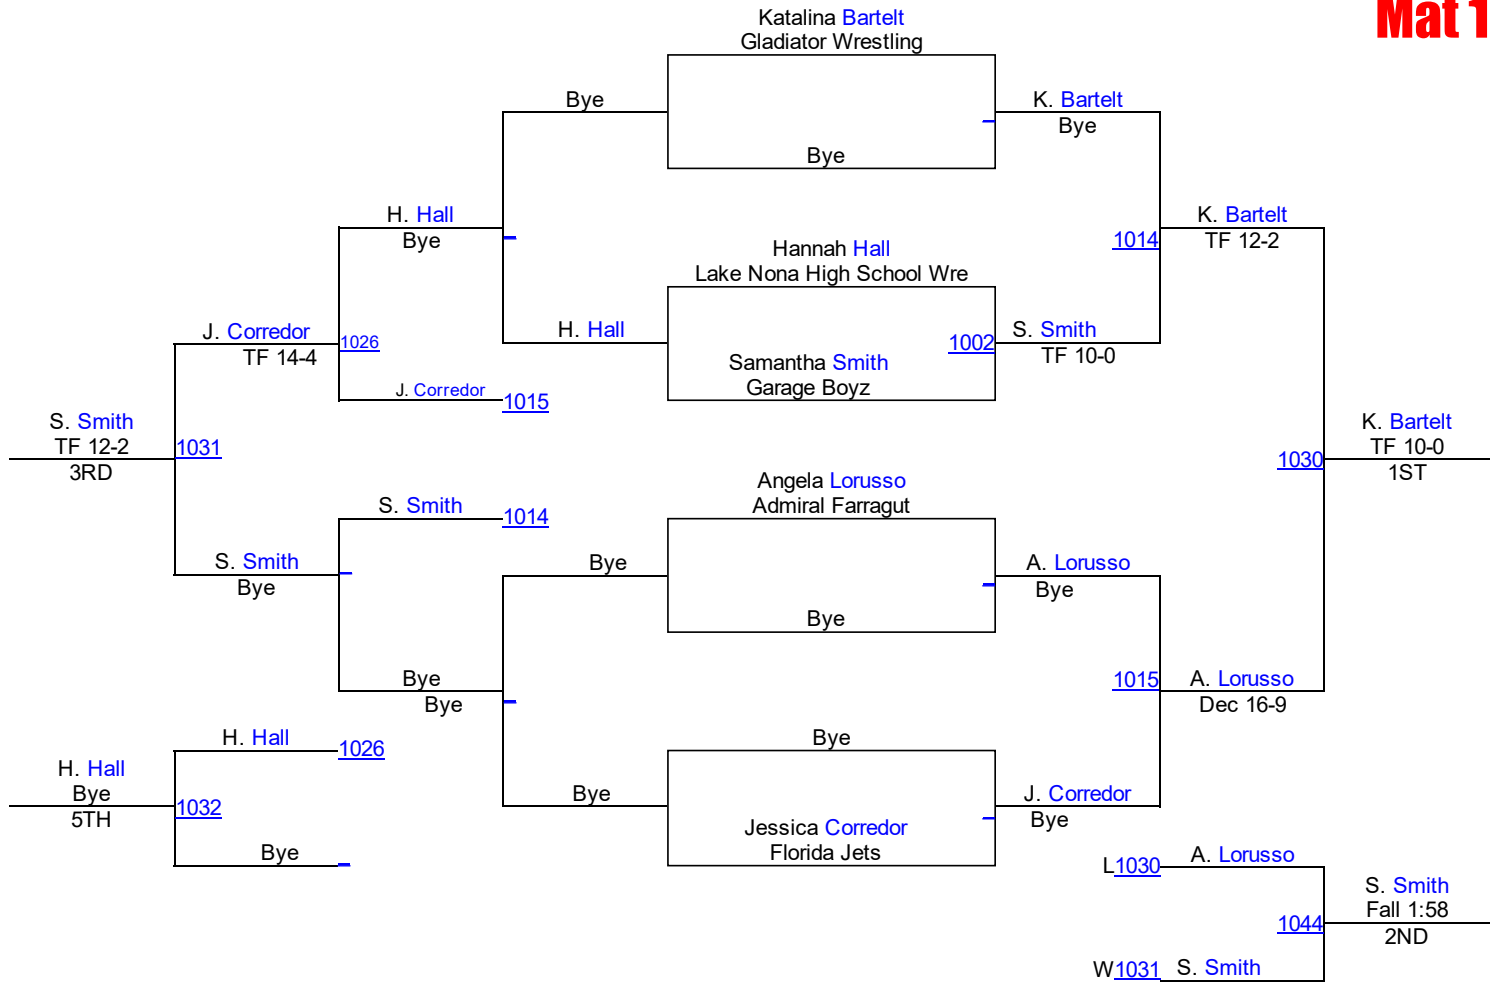 Mat 1
Katalina Bartelt
Gladiator Wrestling
Bye
K. Bartelt
Bye
Bye
H. Hall
Bye
K. Bartelt
TF 12-2
1014
Hannah Hall
Lake Nona High School Wre
J. Corredor
TF 14-4
1026
H. Hall
1002
S. Smith
TF 10-0
Samantha Smith
Garage Boyz
J. Corredor
1015
S. Smith
TF 12-2
3RD
1031
K. Bartelt
TF 10-0
1ST
1030
Angela Lorusso
Admiral Farragut
S. Smith
1014
S. Smith
Bye
Bye
A. Lorusso
Bye
Bye
Bye
Bye
1015
A. Lorusso
Dec 16-9
H. Hall
1026
Bye
H. Hall
Bye
5TH
1032
Bye
J. Corredor
Bye
Jessica Corredor
Florida Jets
Bye
L1030
A. Lorusso
S. Smith
Fall 1:58
2ND
1044
W1031
S. Smith